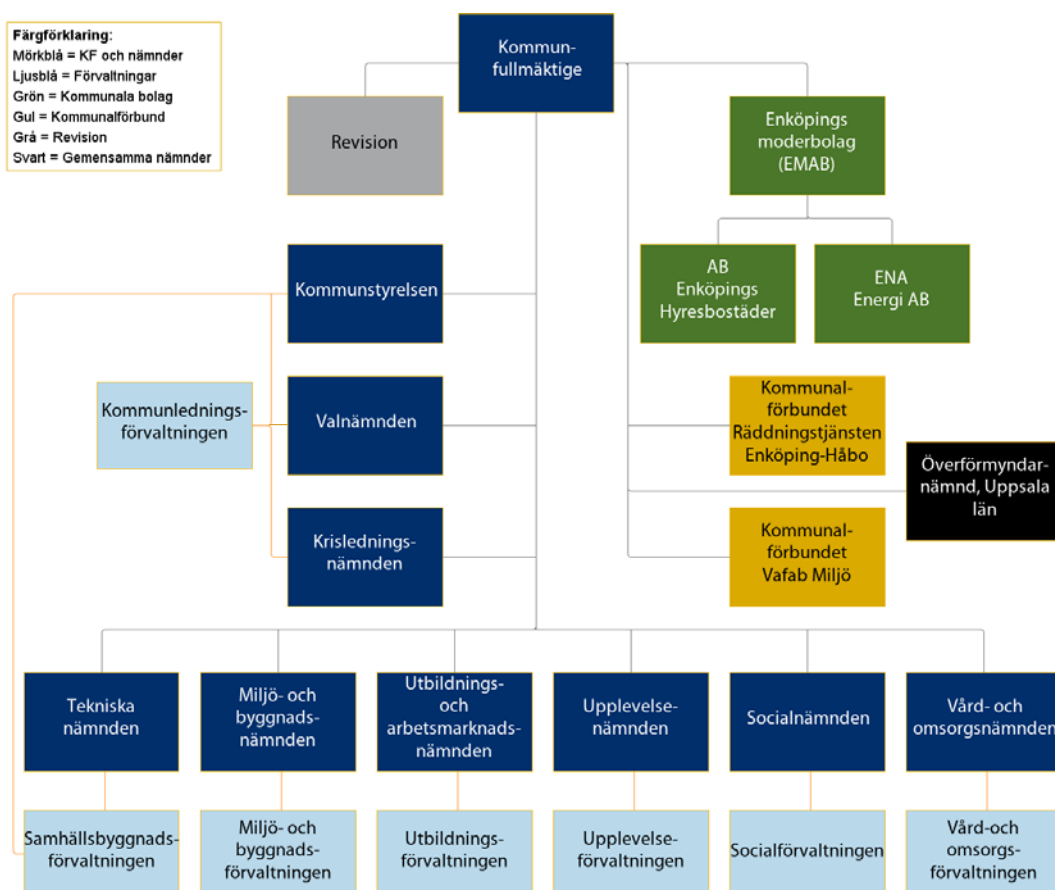 Färgförklaring:
Mörkblå = KF och nämnder
Ljusblå = Förvaltningar
Grön = Kommunala bolag
Gul = Kommunalförbund
Grå = Revision
Svart = Gemensamma nämnder
Kommun-
fullmäktige
Revision
Enköpings
moderbolag
(EMAB)
Kommunstyrelsen
AB
Enköpings
Hyresbostäder
ENA
Energi AB
Kommunlednings-
förvaltningen
Valnämnden
Kommunal-
förbundet
Räddningstjänsten
Enköping-Håbo
Överförmyndar-
nämnd, Uppsala
län
Krislednings-
nämnden
Kommunal-
förbundet
Vafab Miljö
Tekniska
nämnden
Miljö- och
byggnads-
nämnden
Utbildnings-
och
arbetsmarknads-
nämnden
Upplevelse-
nämnden
Socialnämnden
Vård- och
omsorgsnämnden
Samhällsbyggnads-
förvaltningen
Miljö- och
byggnads-
förvaltningen
Utbildnings-
förvaltningen
Upplevelse-
förvaltningen
Socialförvaltningen
Vård-och
omsorgs-
förvaltningen